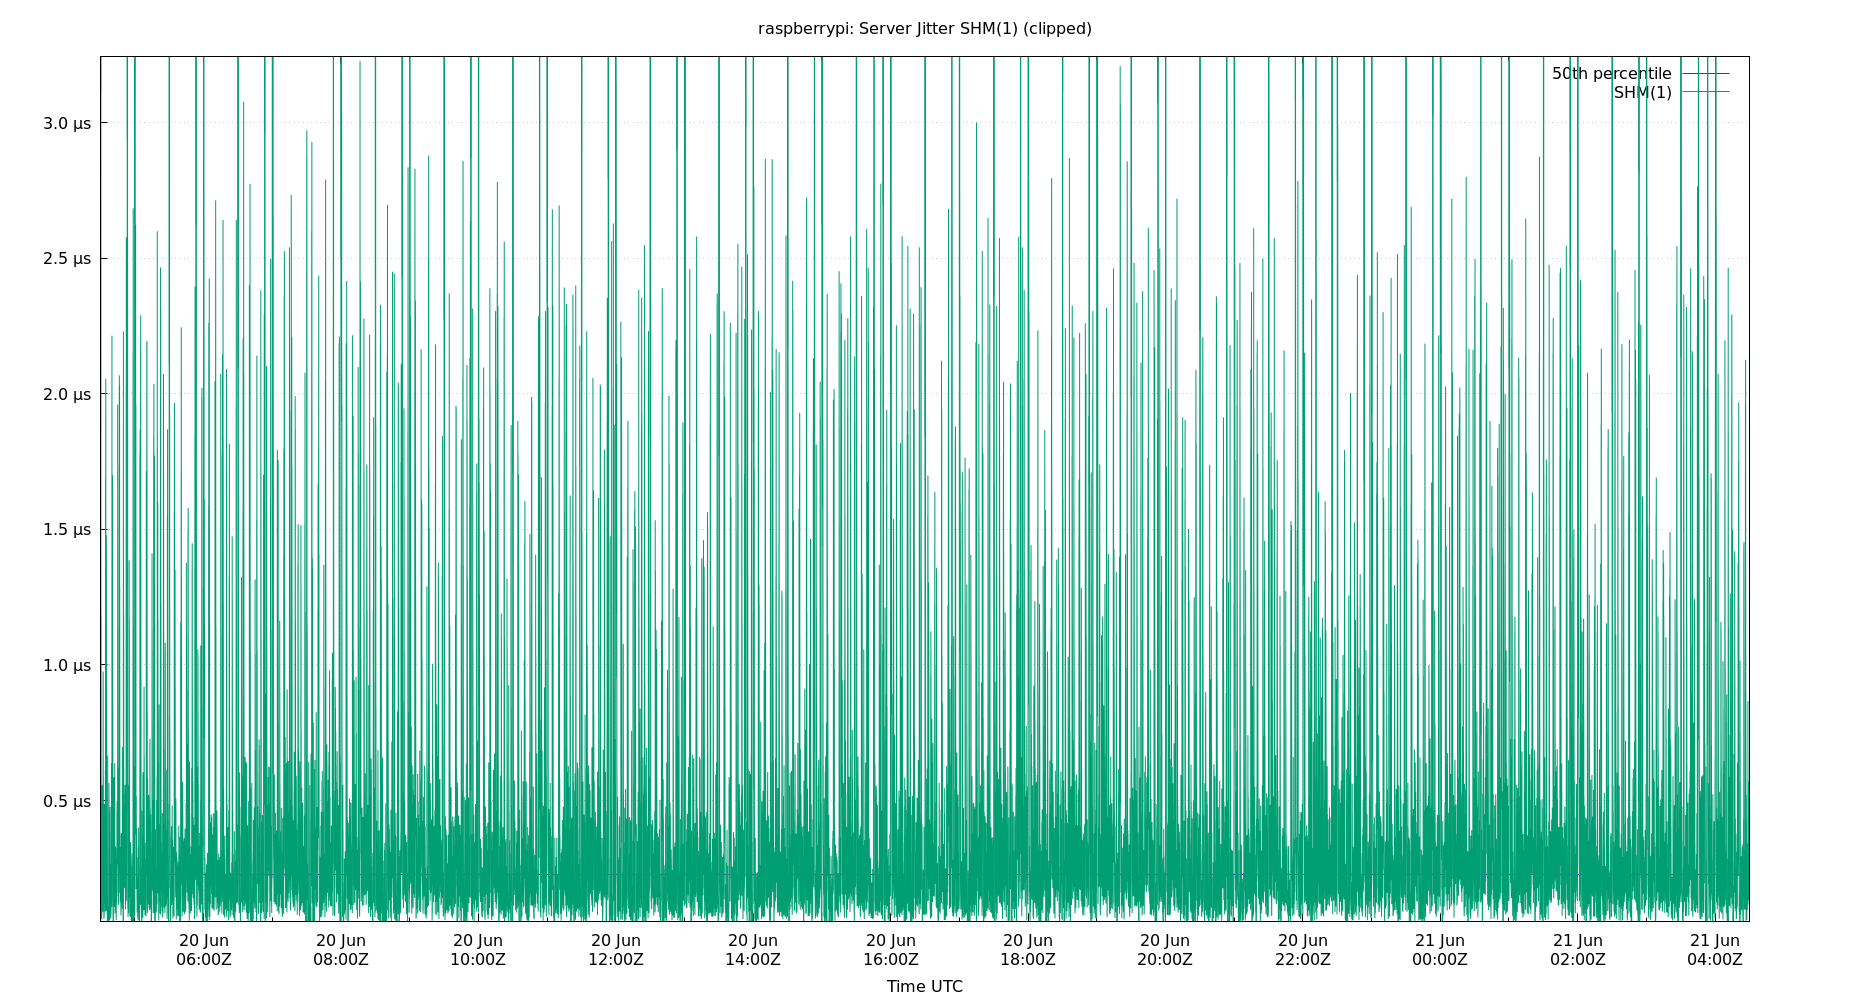 raspberrypi: Server Jitter SHM(1) (clipped)
50th percentile
SHM(1)
3.0 µs
2.5 µs
2.0 µs
1.5 µs
1.0 µs
0.5 µs
20 Jun 20 Jun 20 Jun 20 Jun 20 Jun 20 Jun 20 Jun 20 Jun 20 Jun 21 Jun 21 Jun 21 Jun
06:00Z 08:00Z 10:00Z 12:00Z 14:00Z 16:00Z 18:00Z 20:00Z 22:00Z 00:00Z 02:00Z 04:00Z
Time UTC